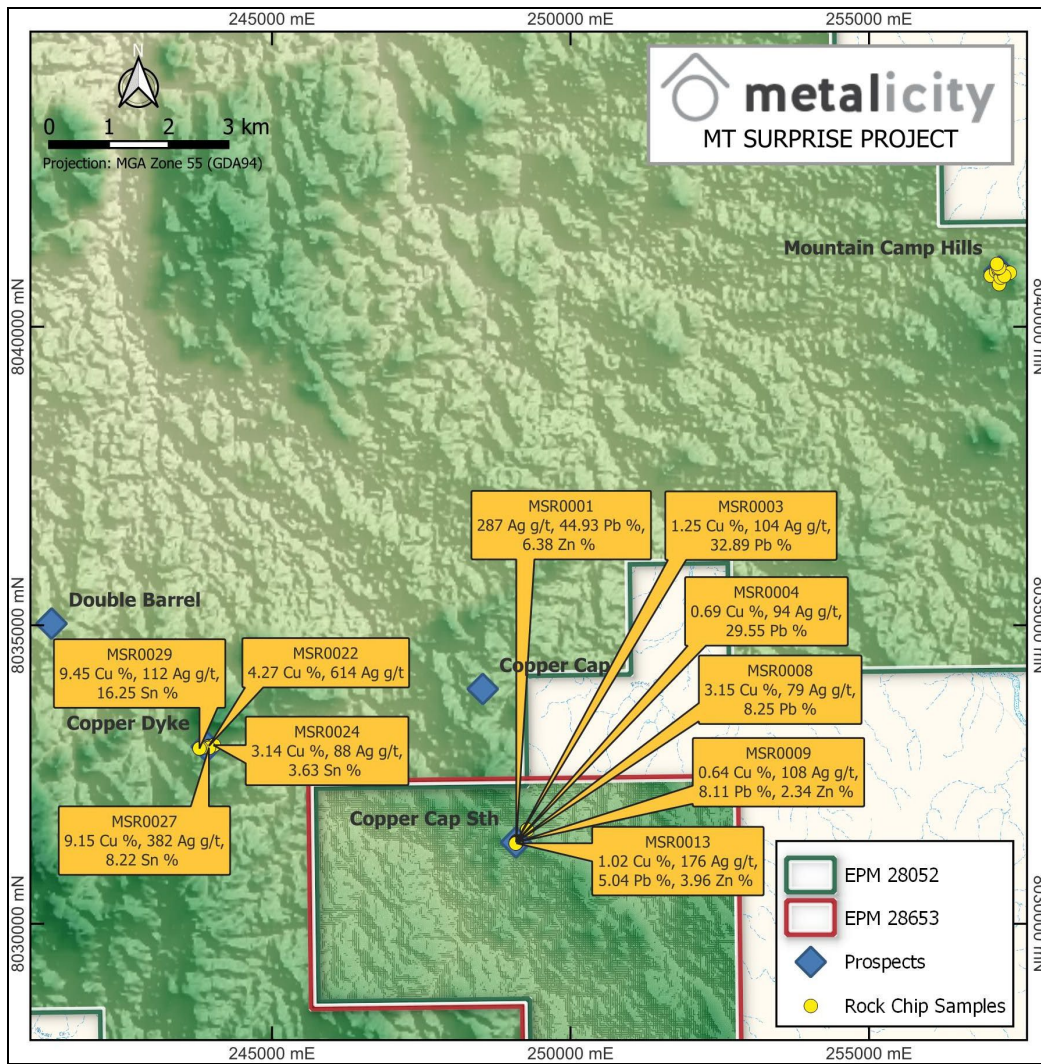 245000 mE
250000 mE
255000 mE
N
0 1 2 3 km
Projection: MGA Zone 55 (GDA94)
metalicity
MT SURPRISE PROJECT
Mountain Camp Hills
8040000 mN
8040000 mN
MSR0001
287 Ag g/t, 44.93 Pb %,
6.38 Zn %
MSR0003
1.25 Cu %, 104 Ag g/t,
32.89 Pb %
MSR0004
0.69 Cu %, 94 Ag g/t,
29.55 Pb %
Double Barrel
8035000 mN
8035000 mN
MSR0029
9.45 Cu %, 112 Ag g/t,
16.25 Sn %
MSR0022
4.27 Cu %, 614 Ag g/t
Copper Cap
MSR0008
3.15 Cu %, 79 Ag g/t,
8.25 Pb %
Copper Dyke
MSR0024
3.14 Cu %, 88 Ag g/t,
3.63 Sn %
MSR0009
0.64 Cu %, 108 Ag g/t,
8.11 Pb %, 2.34 Zn %
MSR0027
9.15 Cu %, 382 Ag g/t,
8.22 Sn %
Copper Cap Sth
MSR0013
1.02 Cu %, 176 Ag g/t,
5.04 Pb %, 3.96 Zn %
8030000 mN
8030000 mN
EPM 28052
EPM 28653
Prospects
Rock Chip Samples
245000 mE
250000 mE
255000 mE